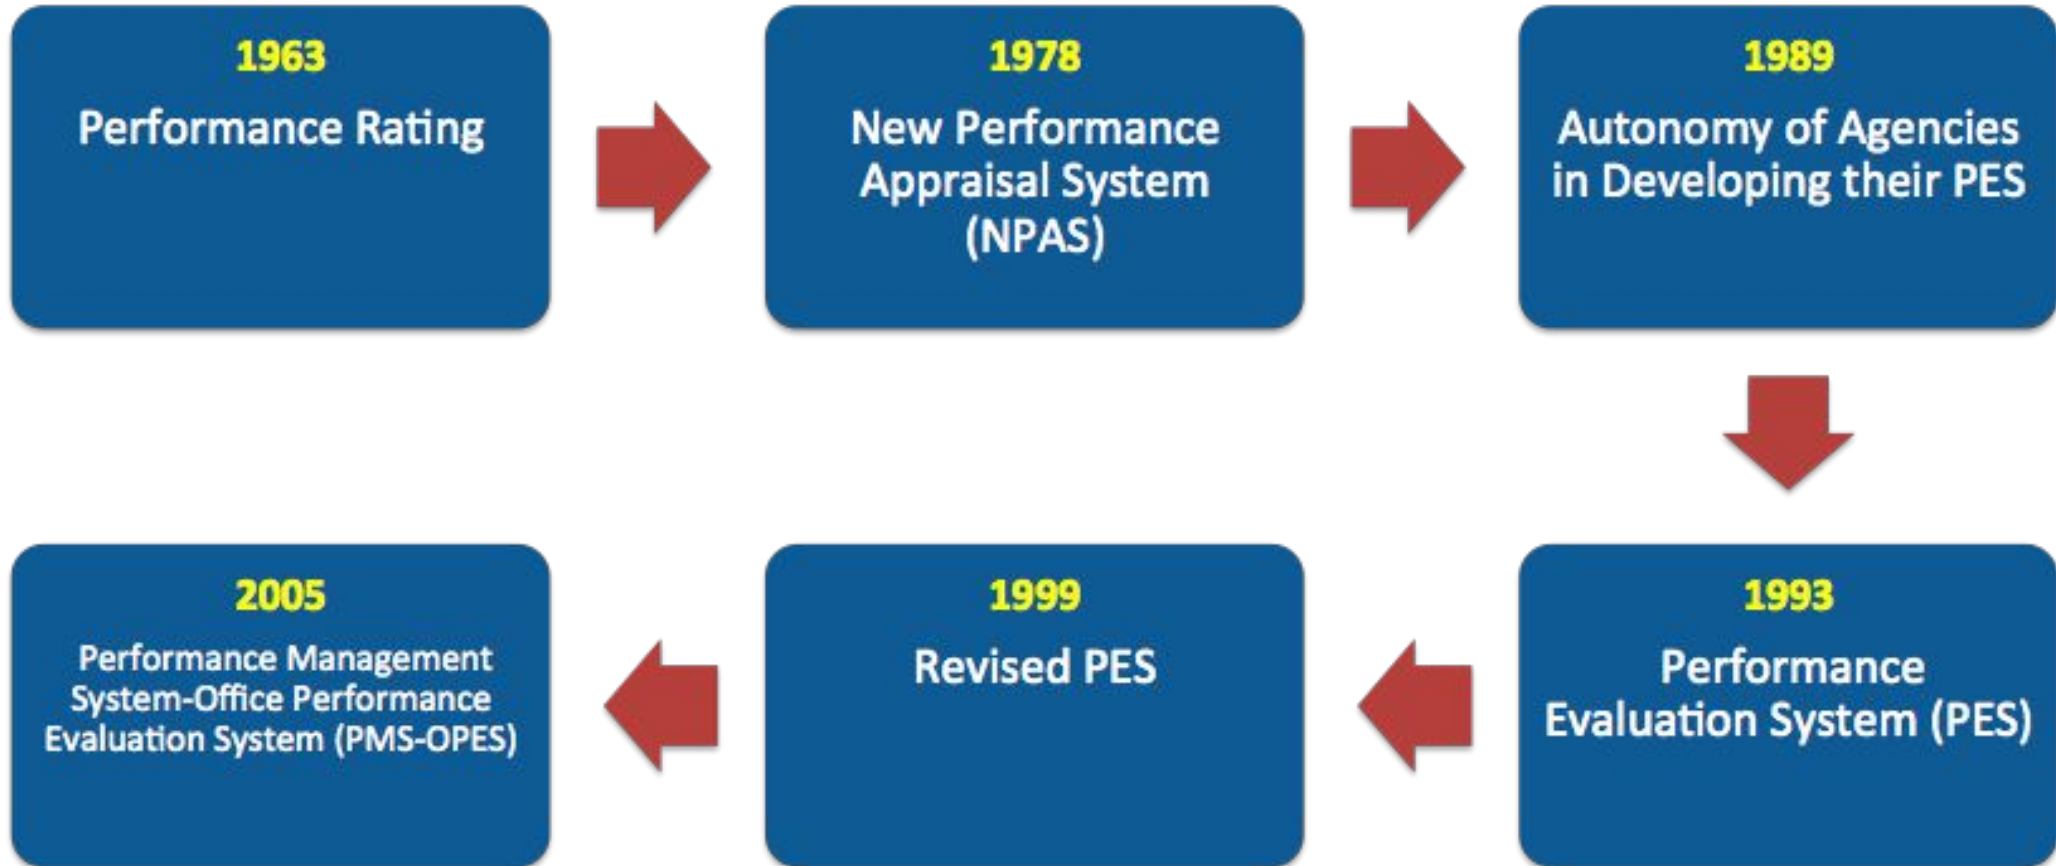 1963
Performance Rating
1978
New Performance
Appraisal System
(NPAS)
1989
Autonomy of Agencies
in Developing their PES
1993
Performance
Evaluation System (PES)
1999
Revised PES
2005
Performance Management
System-Office Performance
Evaluation System (PMS-OPES)